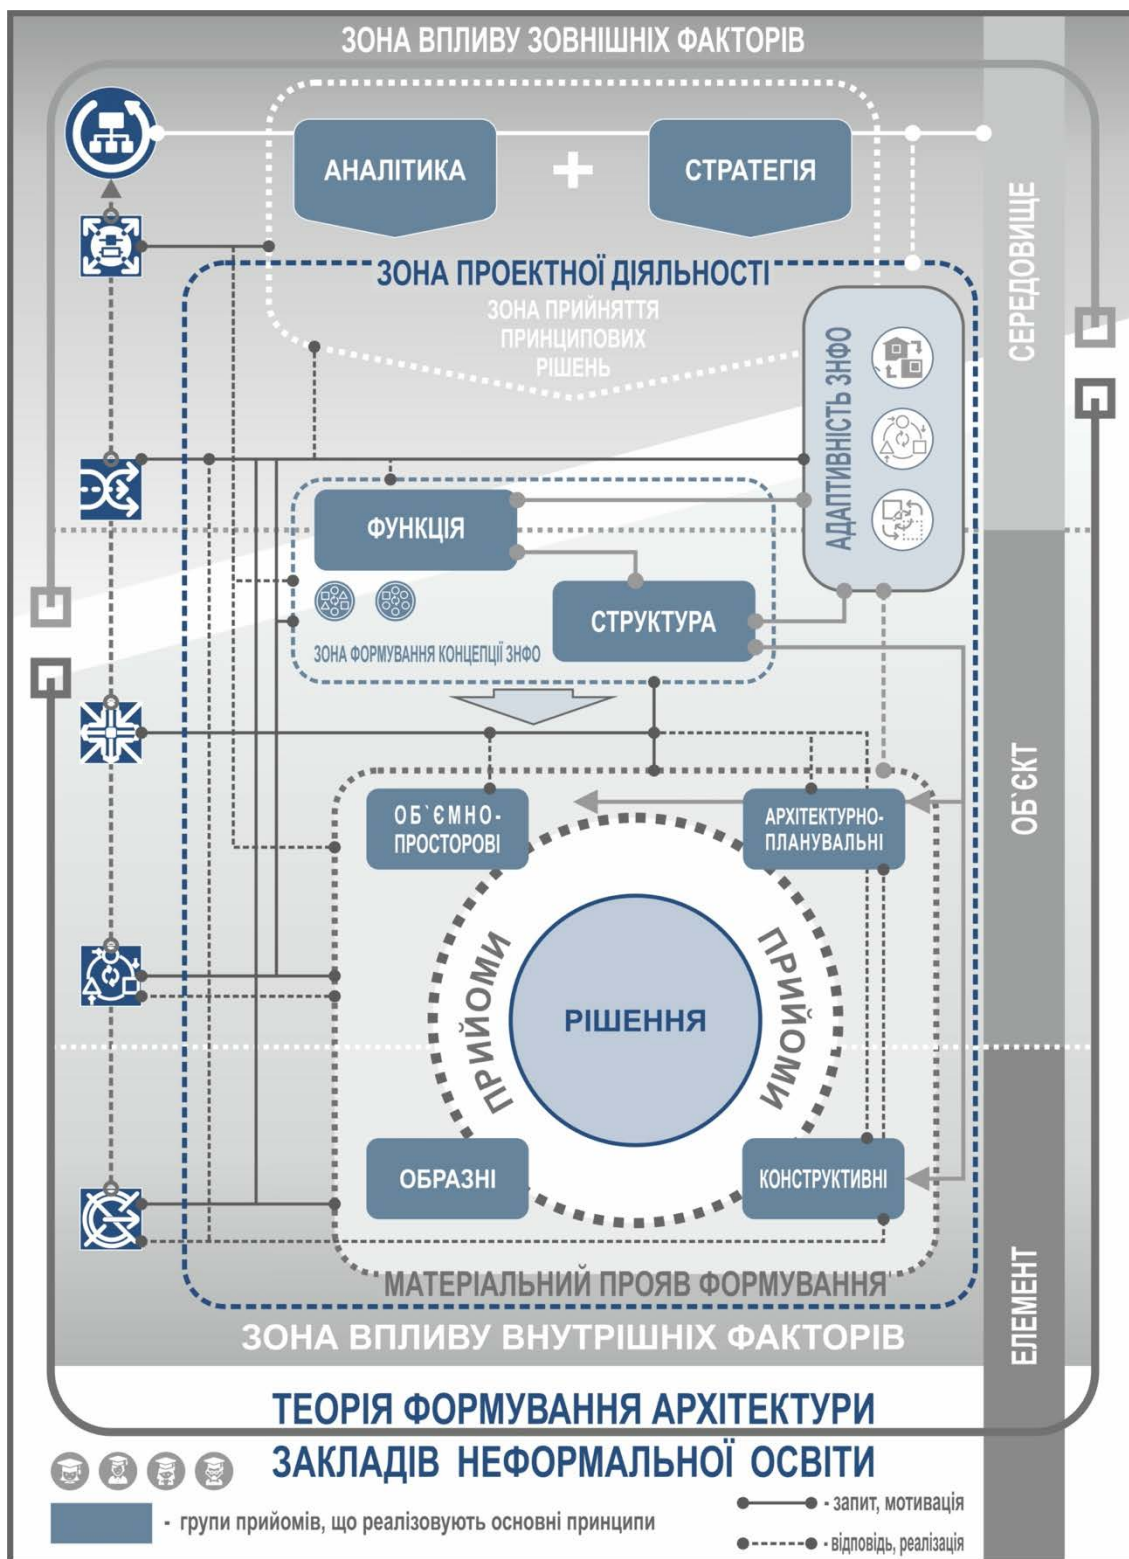 ЗОНА ВПЛИВУ ЗОВНІШНІХ ФАКТОРІВ
АНАЛІТИКА
СТРАТЕГІЯ
СЕРЕДОВИЩЕ
ЗОНА ПРОЕКТНОЇ ДІЯЛЬНОСТІ
ЗОНА ПРИЙНЯТТЯ
ПРИНЦИПОВИХ
РІШЕНЬ
АДАПТИВНІСТЬ ЗНФО
ФУНКЦІЯ
СТРУКТУРА
ЗОНА ФОРМУВАННЯ КОНЦЕПЦІЇ ЗНФО
ОБ`ЄКТ
ОБ`ЄМНО-
ПРОСТОРОВІ
АРХІТЕКТУРНО-
ПЛАНУВАЛЬНІ
ПРИЙОМИ
ПРИЙОМИ
РІШЕННЯ
ОБРАЗНІ
КОНСТРУКТИВНІ
МАТЕРІАЛЬНИЙ ПРОЯВ ФОРМУВАННЯ
ЕЛЕМЕНТ
ЗОНА ВПЛИВУ ВНУТРІШНІХ ФАКТОРІВ
ТЕОРІЯ ФОРМУВАННЯ АРХІТЕКТУРИ
ЗАКЛАДІВ НЕФОРМАЛЬНОЇ ОСВІТИ
- групи прийомів, що реалізовують основні принципи
- запит, мотивація
- відповідь, реалізація